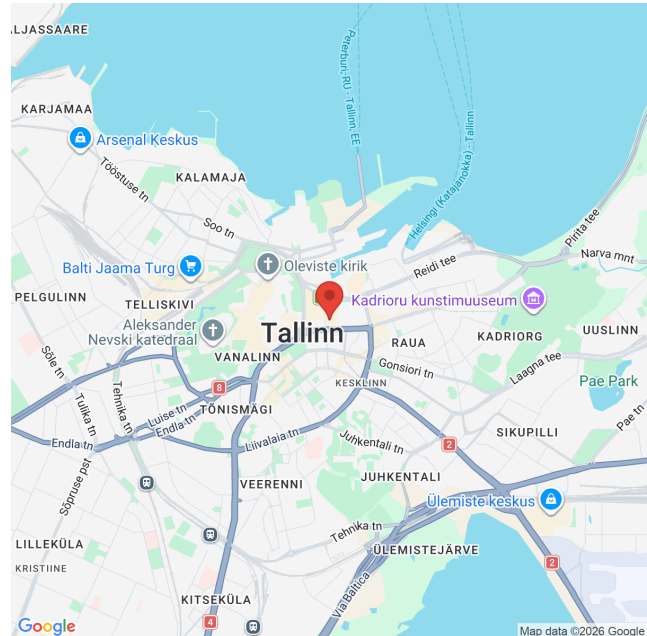 ALJASSAARE
KARJAMAA
Arsenal Keskus
Tööstuse tn
KALAMAJA
Soo tn
Peterburi, RU - Tallinn, EE
Helsingi (Katajanokka) - Tallinn
Pirita tee
Narva mnt
Reidi tee
Oleviste kirik
Balti Jaama Turg
PELGULINN
TELLISKIVI
Kadrioru kunstimuuseum
Aleksander
Nevski katedraal
Tallinn
RAUA
KADRIORG
UUSLINN
VANALINN
Gonsiori tn
Laagna tee
Pae Park
KESKLINN
Sõle tn
Tulika tn
Tehnika tn
8
Luise tn
Endla tn
TÕNISMÄGI
Pae tn
SIKUPILLI
Endla tn
Liivalaia tn
Juhkentali tn
2
Sõpruse pst
VEERENNI
JUHKENTALI
Ülemiste keskus
Tehnika tn
LILLEKÜLA
KRISTIINE
ÜLEMISTEJÄRVE
2
Via Baltica
KITSEKÜLA
4
Google
Map data ©2026 Google